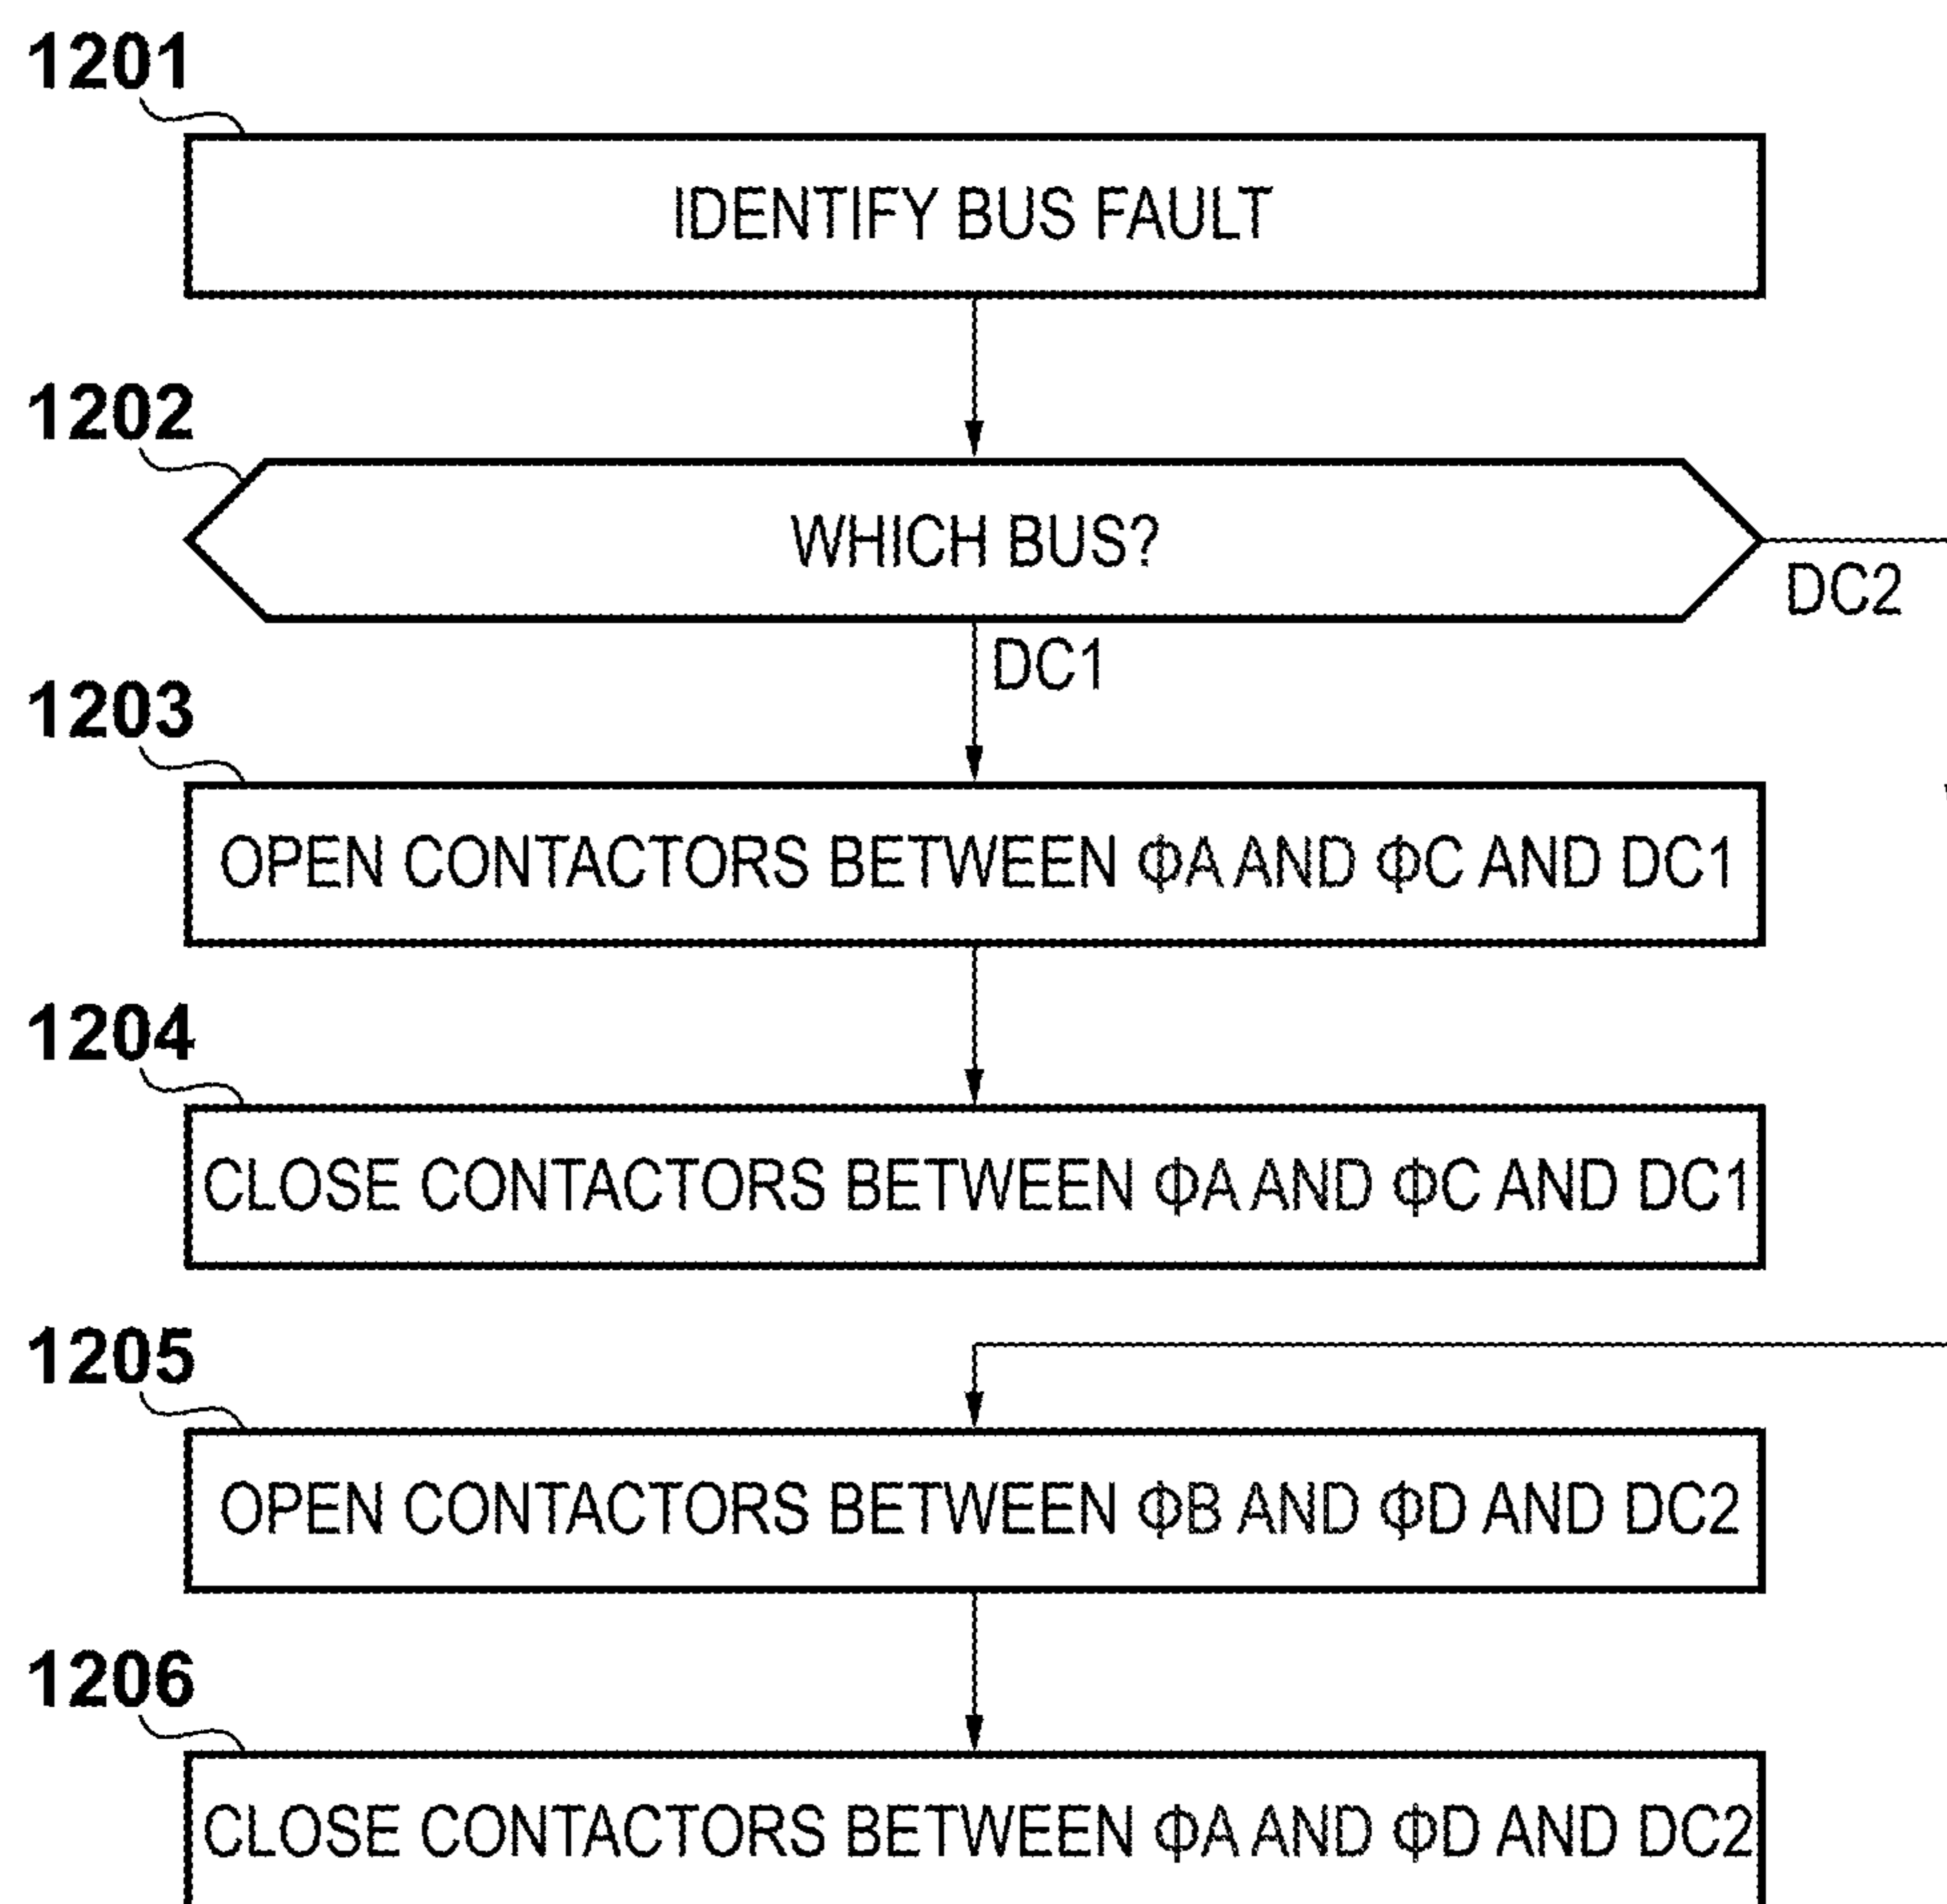 1201
IDENTIFY BUS FAULT
1202
WHICH BUS?
DC2
DC1
1203
OPEN CONTACTORS BETWEEN ΦA AND ΦC AND DC1
1204
CLOSE CONTACTORS BETWEEN ΦA AND ΦC AND DC1
1205
OPEN CONTACTORS BETWEEN ΦB AND ΦD AND DC2
1206
CLOSE CONTACTORS BETWEEN ΦA AND ΦD AND DC2